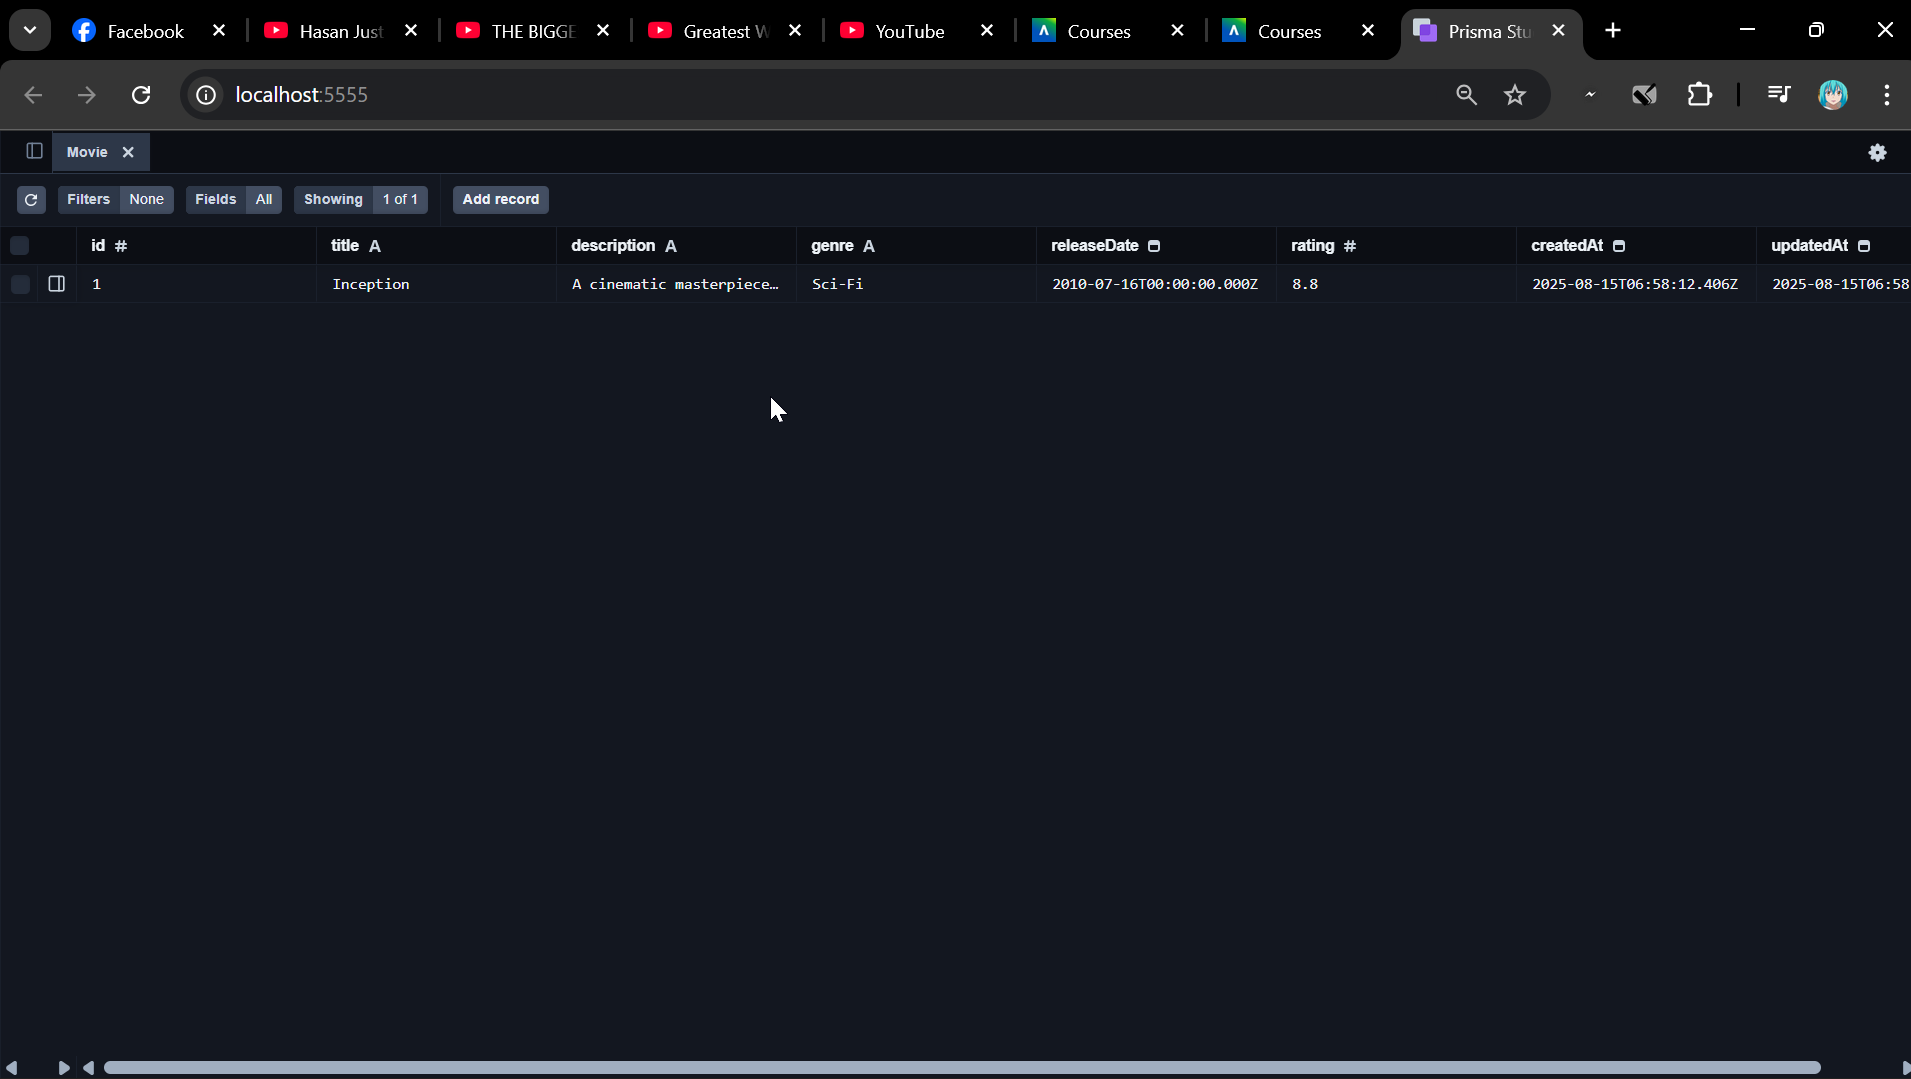 Facebook Hasan Just THE BIGGE Greatest W YouTube Courses Courses Prisma Stu
localhost:5555
Movie
Filters None Fields All Showing 1 of 1 Add record
id # title A description A genre A releaseDate rating # createdAt updatedAt
1 Inception A cinematic masterpiece… Sci-Fi 2010-07-16T00:00:00.000Z 8.8 2025-08-15T06:58:12.406Z 2025-08-15T06:58